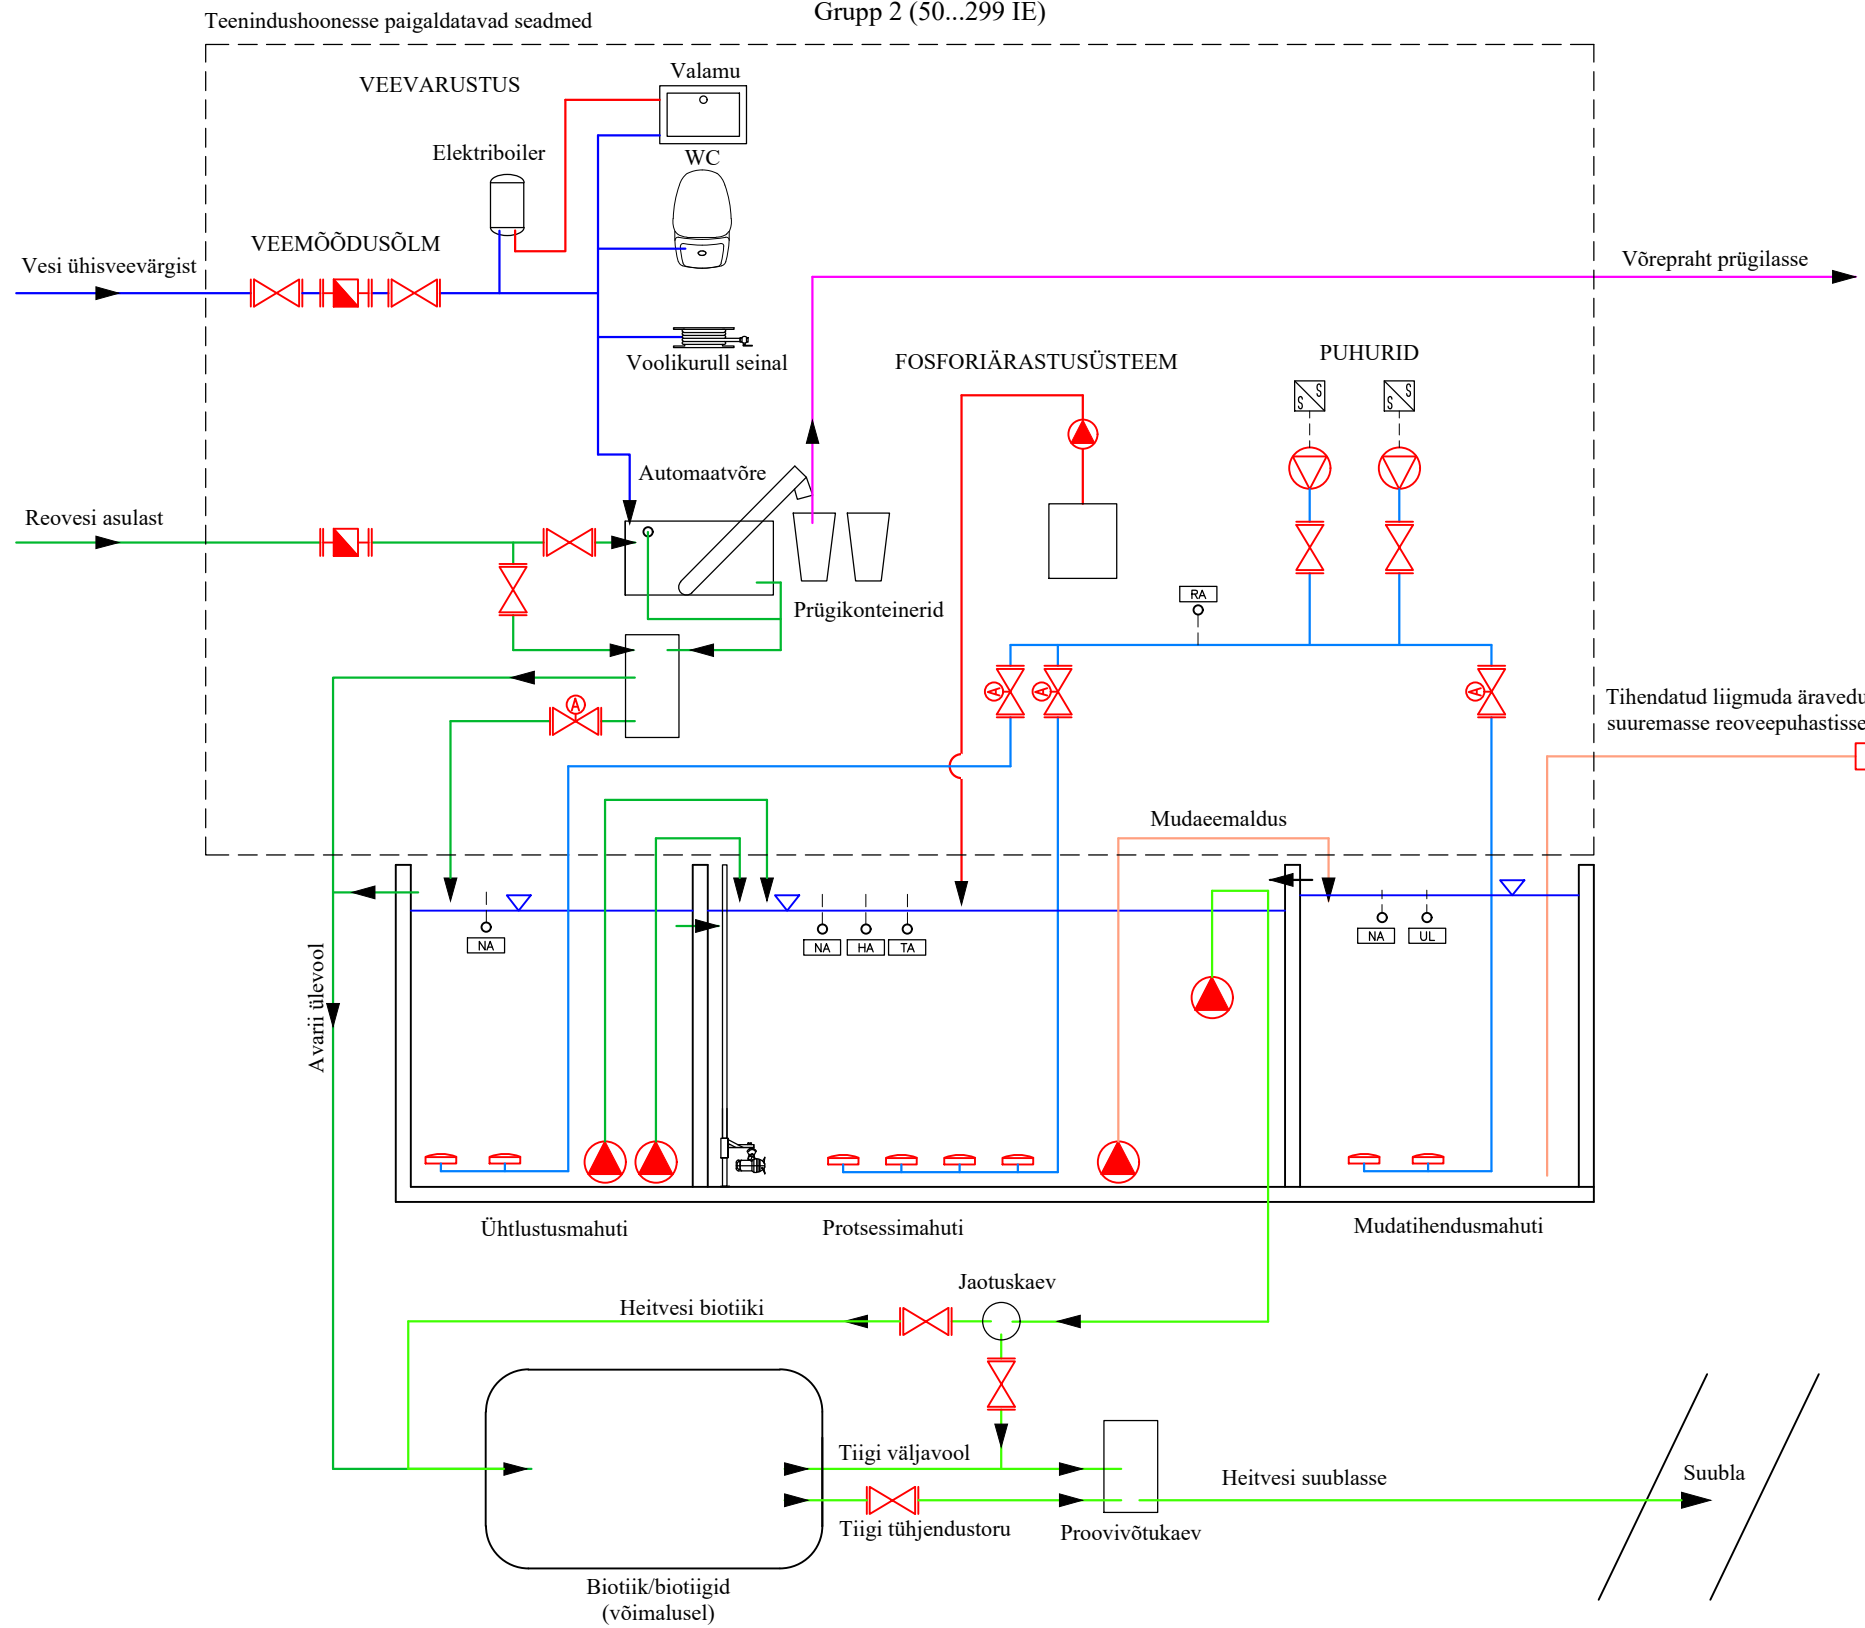 Grupp 2 (50...299 IE)
Teenindushoonesse paigaldatavad seadmed
VEEVARUSTUS
Valamu
Elektriboiler
WC
VEEMÕÕDUSÕLM
Vesi ühisveevärgist
Võrepraht prügilasse
Voolikurull seinal
FOSFORIÄRASTUSÜSTEEM
PUHURID
S S
S S
Automaatvõre
Reovesi asulast
Prügikonteinerid
RA
A
A
A
A
Tihendatud liigmuda äravedu
suuremasse reoveepuhastisse
Mudaeemaldus
NA
NA
HA
TA
NA
UL
Avarii ülevool
Ühtlustusmahuti
Protsessimahuti
Mudatihendusmahuti
Jaotuskaev
Heitvesi biotiiki
Tiigi väljavool
Heitvesi suublasse
Suubla
Tiigi tühjendustoru
Proovivõtukaev
Biotiik/biotiigid
(võimalusel)